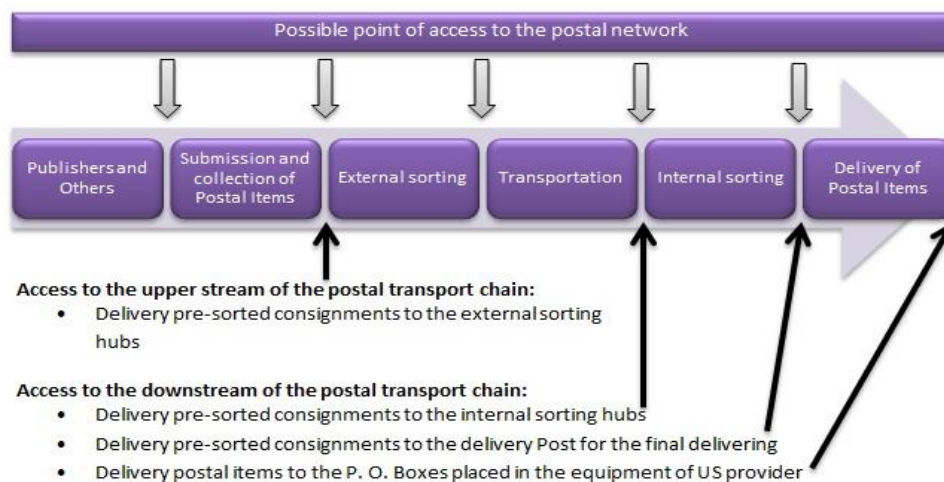 Possible point of access to the postal network
Publishers and
Others
Submission and
collection of
Postal Items
External sorting
Transportation
Internal sorting
Delivery of
Postal Items
Access to the upper stream of the postal transport chain:
• Delivery pre-sorted consignments to the external sorting
hubs
Access to the downstream of the postal transport chain:
• Delivery pre-sorted consignments to the internal sorting hubs
• Delivery pre-sorted consignments to the delivery Post for the final delivering
• Delivery postal items to the P. O. Boxes placed in the equipment of US provider